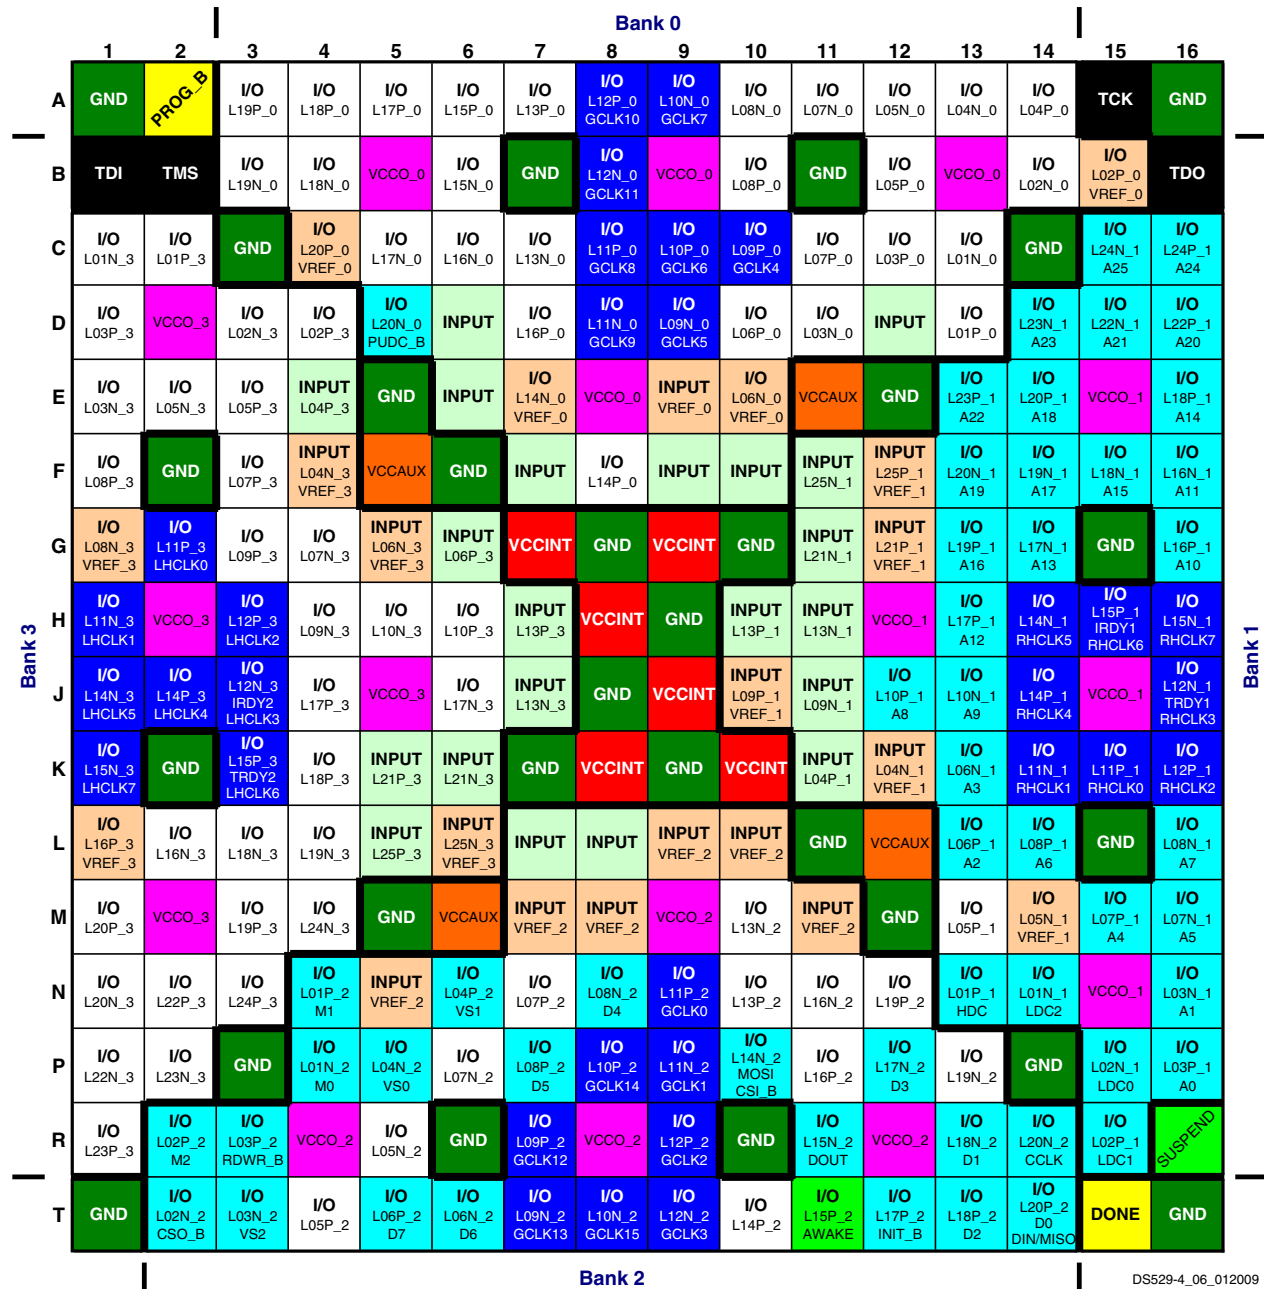 Bank 0
1 2 3 4 5 6 7 8 9 10 11 12 13 14 15 16
A
GND
PROG_B
I/O
L19P_0
I/O
L18P_0
I/O
L17P_0
I/O
L15P_0
I/O
L13P_0
I/O
L12P_0
GCLK10
I/O
L10N_0
GCLK7
I/O
L08N_0
I/O
L07N_0
I/O
L05N_0
I/O
L04N_0
I/O
L04P_0
TCK
GND
B
TDI
TMS
I/O
L19N_0
I/O
L18N_0
VCCO_0
I/O
L15N_0
GND
I/O
L12N_0
GCLK11
VCCO_0
I/O
L08P_0
GND
I/O
L05P_0
VCCO_0
I/O
L02N_0
I/O
L02P_0
VREF_0
TDO
C
I/O
L01N_3
I/O
L01P_3
GND
I/O
L20P_0
VREF_0
I/O
L17N_0
I/O
L16N_0
I/O
L13N_0
I/O
L11P_0
GCLK8
I/O
L10P_0
GCLK6
I/O
L09P_0
GCLK4
I/O
L07P_0
I/O
L03P_0
I/O
L01N_0
GND
I/O
L24N_1
A25
I/O
L24P_1
A24
D
I/O
L03P_3
VCCO_3
I/O
L02N_3
I/O
L02P_3
I/O
L20N_0
PUDC_B
INPUT
I/O
L16P_0
I/O
L11N_0
GCLK9
I/O
L09N_0
GCLK5
I/O
L06P_0
I/O
L03N_0
INPUT
I/O
L01P_0
I/O
L23N_1
A23
I/O
L22N_1
A21
I/O
L22P_1
A20
E
I/O
L03N_3
I/O
L05N_3
I/O
L05P_3
INPUT
L04P_3
GND
INPUT
I/O
L14N_0
VREF_0
VCCO_0
INPUT
VREF_0
I/O
L06N_0
VREF_0
VCCAUX
GND
I/O
L23P_1
A22
I/O
L20P_1
A18
VCCO_1
I/O
L18P_1
A14
F
I/O
L08P_3
GND
I/O
L07P_3
INPUT
L04N_3
VREF_3
VCCAUX
GND
INPUT
I/O
L14P_0
INPUT
INPUT
INPUT
L25N_1
INPUT
L25P_1
VREF_1
I/O
L20N_1
A19
I/O
L19N_1
A17
I/O
L18N_1
A15
I/O
L16N_1
A11
G
I/O
L08N_3
VREF_3
I/O
L11P_3
LHCLK0
I/O
L09P_3
I/O
L07N_3
INPUT
L06N_3
VREF_3
INPUT
L06P_3
VCCINT
GND
VCCINT
GND
INPUT
L21N_1
INPUT
L21P_1
VREF_1
I/O
L19P_1
A16
I/O
L17N_1
A13
GND
I/O
L16P_1
A10
Bank 3
H
I/O
L11N_3
LHCLK1
VCCO_3
I/O
L12P_3
LHCLK2
I/O
L09N_3
I/O
L10N_3
I/O
L10P_3
INPUT
L13P_3
VCCINT
GND
INPUT
L13P_1
INPUT
L13N_1
VCCO_1
I/O
L17P_1
A12
I/O
L14N_1
RHCLK5
I/O
L15P_1
IRDY1
RHCLK6
I/O
L15N_1
RHCLK7
Bank 1
J
I/O
L14N_3
LHCLK5
I/O
L14P_3
LHCLK4
I/O
L12N_3
IRDY2
LHCLK3
I/O
L17P_3
VCCO_3
I/O
L17N_3
INPUT
L13N_3
GND
VCCINT
INPUT
L09P_1
VREF_1
INPUT
L09N_1
I/O
L10P_1
A8
I/O
L10N_1
A9
I/O
L14P_1
RHCLK4
VCCO_1
I/O
L12N_1
TRDY1
RHCLK3
K
I/O
L15N_3
LHCLK7
GND
I/O
L15P_3
TRDY2
LHCLK6
I/O
L18P_3
INPUT
L21P_3
INPUT
L21N_3
GND
VCCINT
GND
VCCINT
INPUT
L04P_1
INPUT
L04N_1
VREF_1
I/O
L06N_1
A3
I/O
L11N_1
RHCLK1
I/O
L11P_1
RHCLK0
I/O
L12P_1
RHCLK2
L
I/O
L16P_3
VREF_3
I/O
L16N_3
I/O
L18N_3
I/O
L19N_3
INPUT
L25P_3
INPUT
L25N_3
VREF_3
INPUT
INPUT
INPUT
VREF_2
INPUT
VREF_2
GND
VCCAUX
I/O
L06P_1
A2
I/O
L08P_1
A6
GND
I/O
L08N_1
A7
M
I/O
L20P_3
VCCO_3
I/O
L19P_3
I/O
L24N_3
GND
VCCAUX
INPUT
VREF_2
INPUT
VREF_2
VCCO_2
I/O
L13N_2
INPUT
VREF_2
GND
I/O
L05P_1
I/O
L05N_1
VREF_1
I/O
L07P_1
A4
I/O
L07N_1
A5
N
I/O
L20N_3
I/O
L22P_3
I/O
L24P_3
I/O
L01P_2
M1
INPUT
VREF_2
I/O
L04P_2
VS1
I/O
L07P_2
I/O
L08N_2
D4
I/O
L11P_2
GCLK0
I/O
L13P_2
I/O
L16N_2
I/O
L19P_2
I/O
L01P_1
HDC
I/O
L01N_1
LDC2
VCCO_1
I/O
L03N_1
A1
P
I/O
L22N_3
I/O
L23N_3
GND
I/O
L01N_2
M0
I/O
L04N_2
VS0
I/O
L07N_2
I/O
L08P_2
D5
I/O
L10P_2
GCLK14
I/O
L11N_2
GCLK1
I/O
L14N_2
MOSI
CSI_B
I/O
L16P_2
I/O
L17N_2
D3
I/O
L19N_2
GND
I/O
L02N_1
LDC0
I/O
L03P_1
A0
R
I/O
L23P_3
I/O
L02P_2
M2
I/O
L03P_2
RDWR_B
VCCO_2
I/O
L05N_2
GND
I/O
L09P_2
GCLK12
VCCO_2
I/O
L12P_2
GCLK2
GND
I/O
L15N_2
DOUT
VCCO_2
I/O
L18N_2
D1
I/O
L20N_2
CCLK
I/O
L02P_1
LDC1
SUSPEND
T
GND
I/O
L02N_2
CSO_B
I/O
L03N_2
VS2
I/O
L05P_2
I/O
L06P_2
D7
I/O
L06N_2
D6
I/O
L09N_2
GCLK13
I/O
L10N_2
GCLK15
I/O
L12N_2
GCLK3
I/O
L14P_2
I/O
L15P_2
AWAKE
I/O
L17P_2
INIT_B
I/O
L18P_2
D2
I/O
L20P_2
D0
DIN/MISO
DONE
GND
Bank 2
DS529-4_06_012009